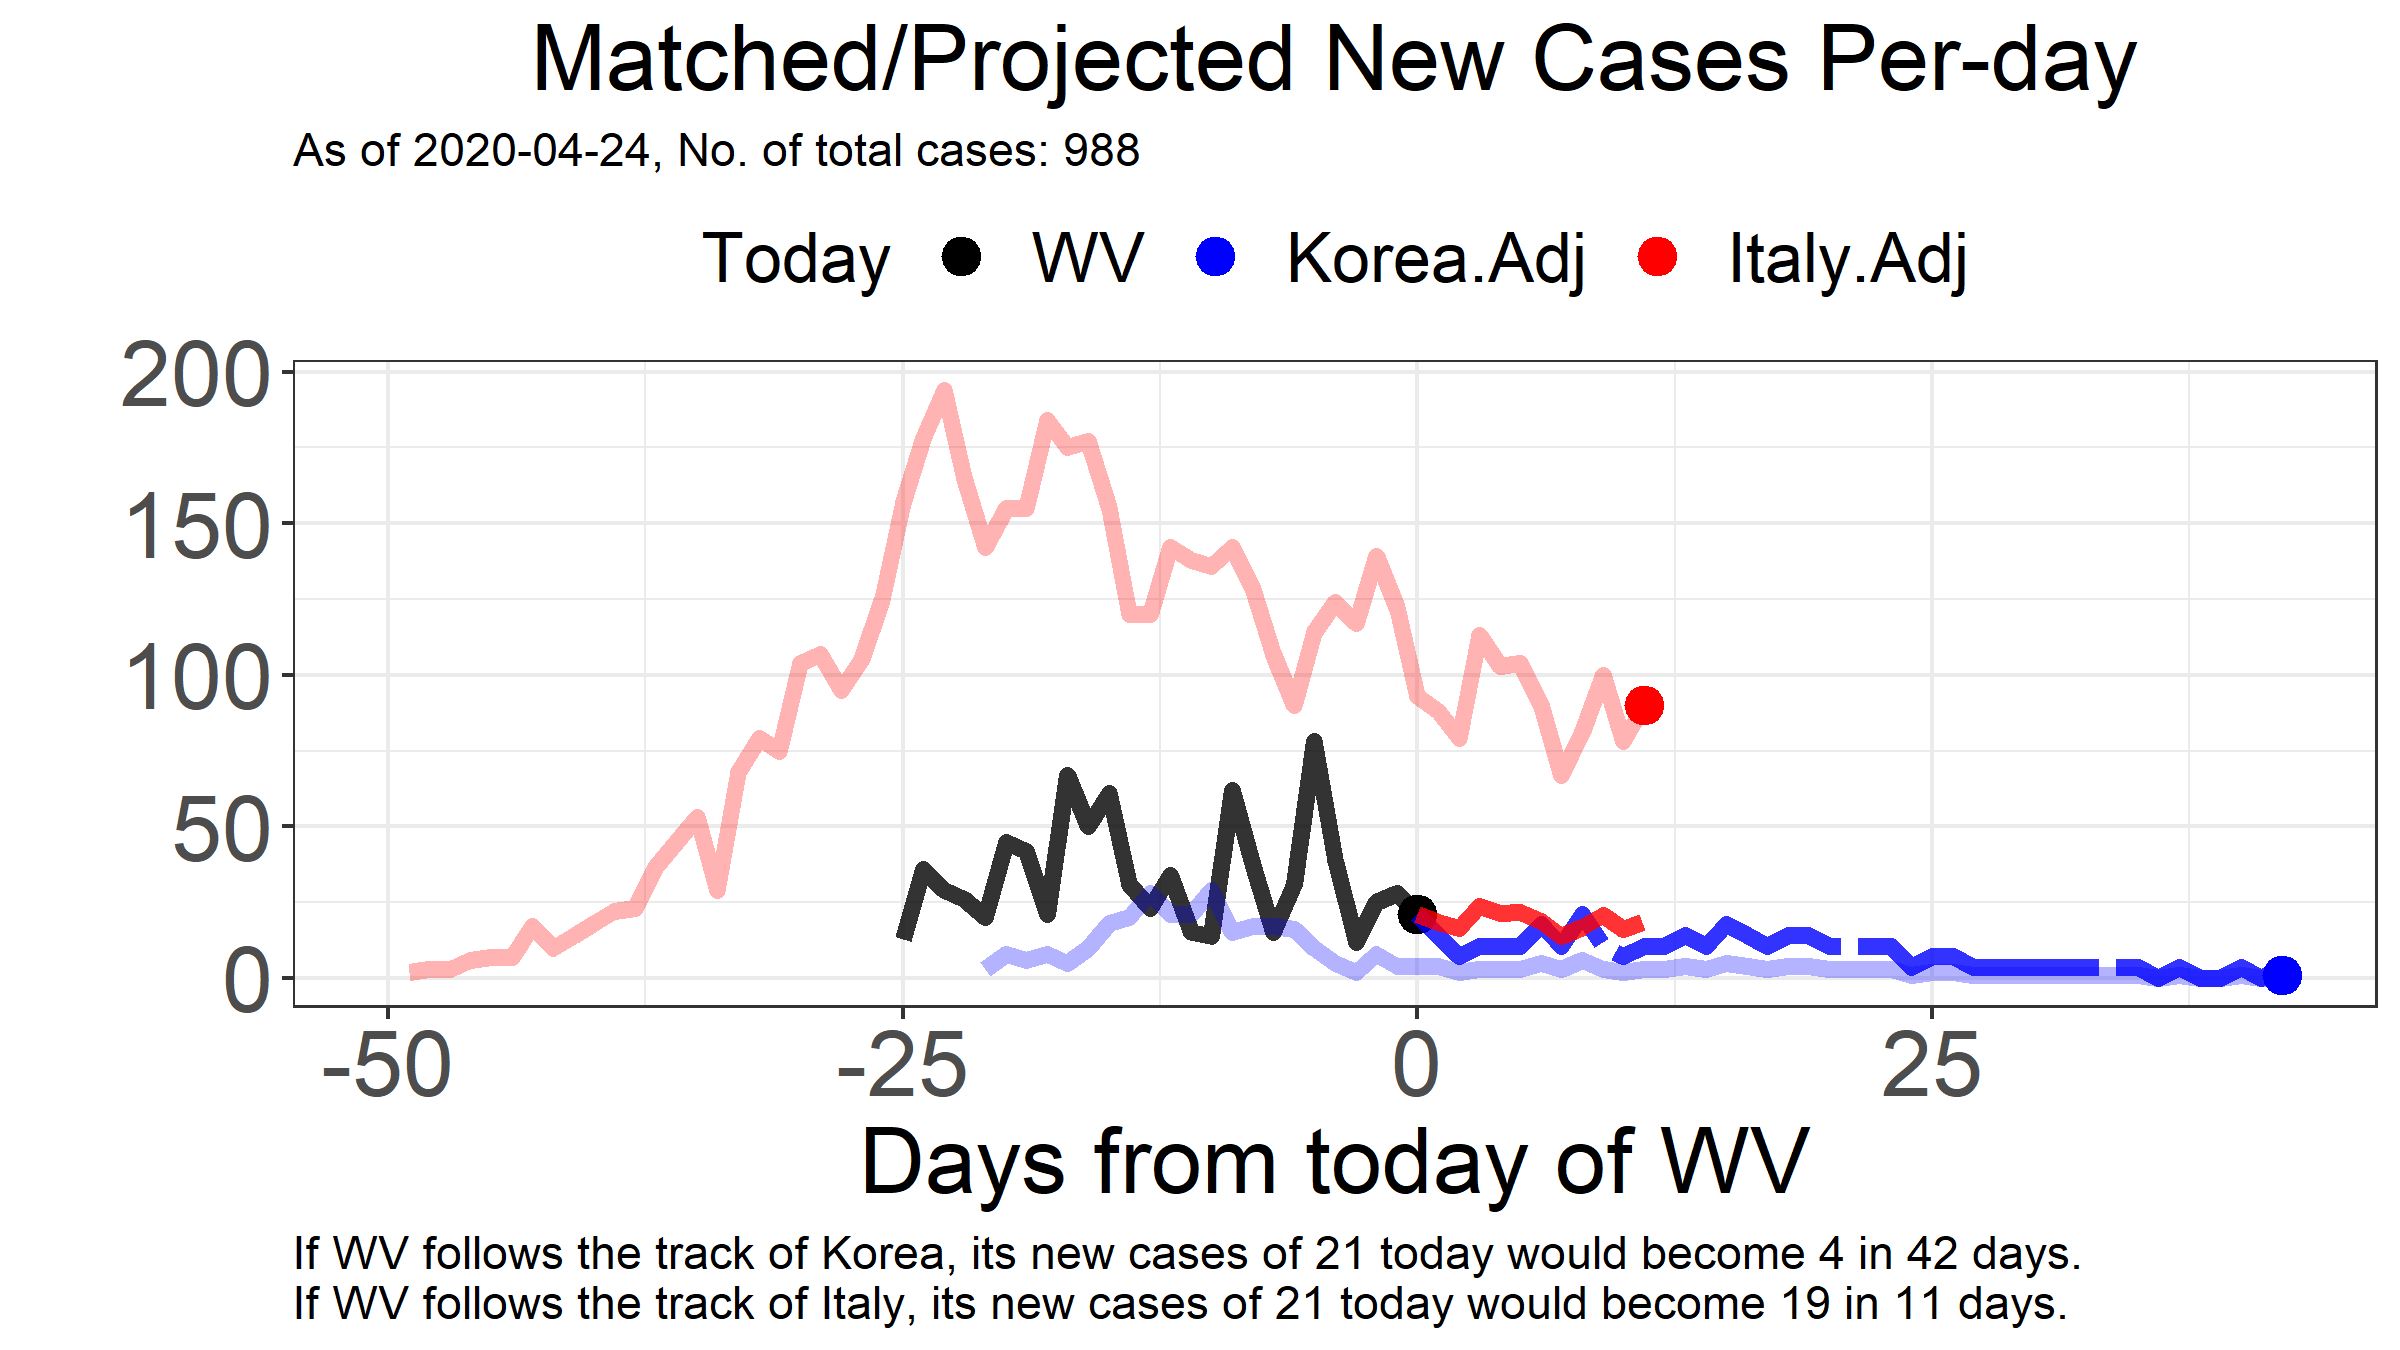 Matched/Projected New Cases Per-day
As of 2020-04-24, No. of total cases: 988
Today WV Korea.Adj Italy.Adj
200
150
100
50
0
-50 -25 0 25
Days from today of WV
If WV follows the track of Korea, its new cases of 21 today would become 4 in 42 days.
If WV follows the track of Italy, its new cases of 21 today would become 19 in 11 days.